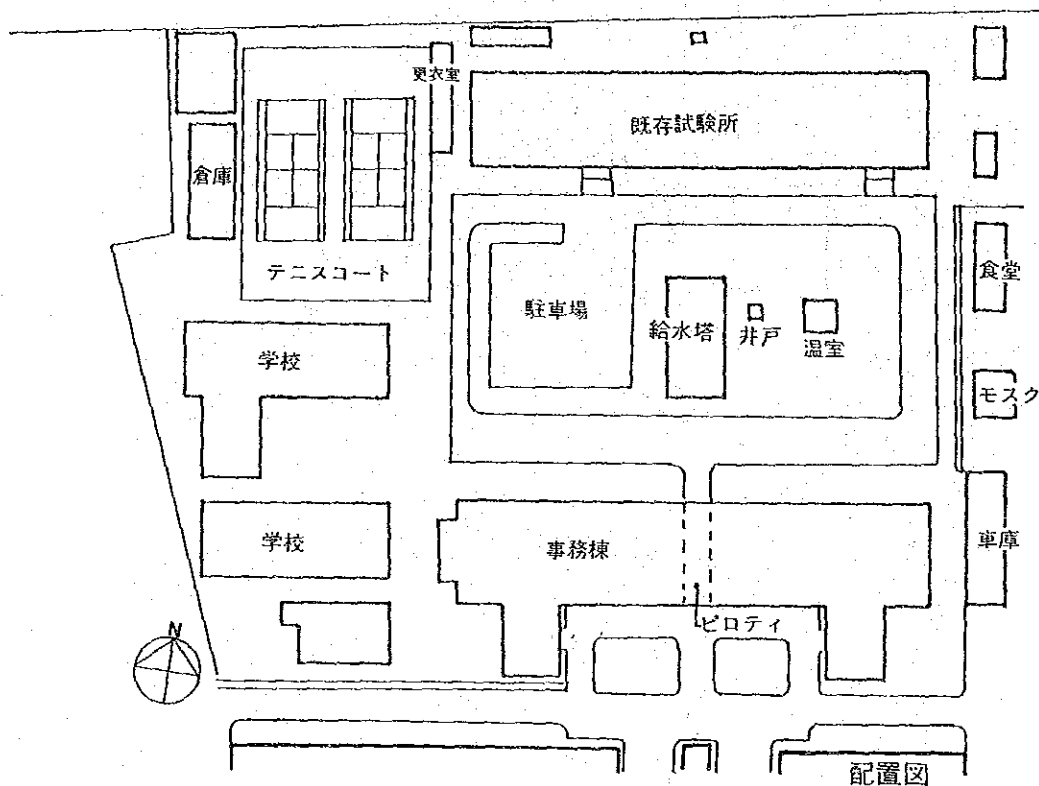 更衣室
既存試験所
倉庫
テニスコート
食堂
駐車場
給水塔
井戸
温室
学校
モスク
学校
事務棟
車庫
ピロティ
N
配置図